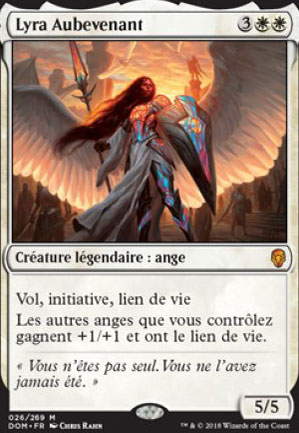 Lyra Aubevenant 3
Créature légendaire : ange
Vol, initiative, lien de vie
Les autres anges que vous contrôlez
gagnent +1/+1 et ont le lien de vie.
« Vous n'êtes pas seul. Vous ne l'avez
jamais été. »
5/5
026/269 M
DOM • FR Chris Rahn
™ & © 2018 Wizards of the Coast